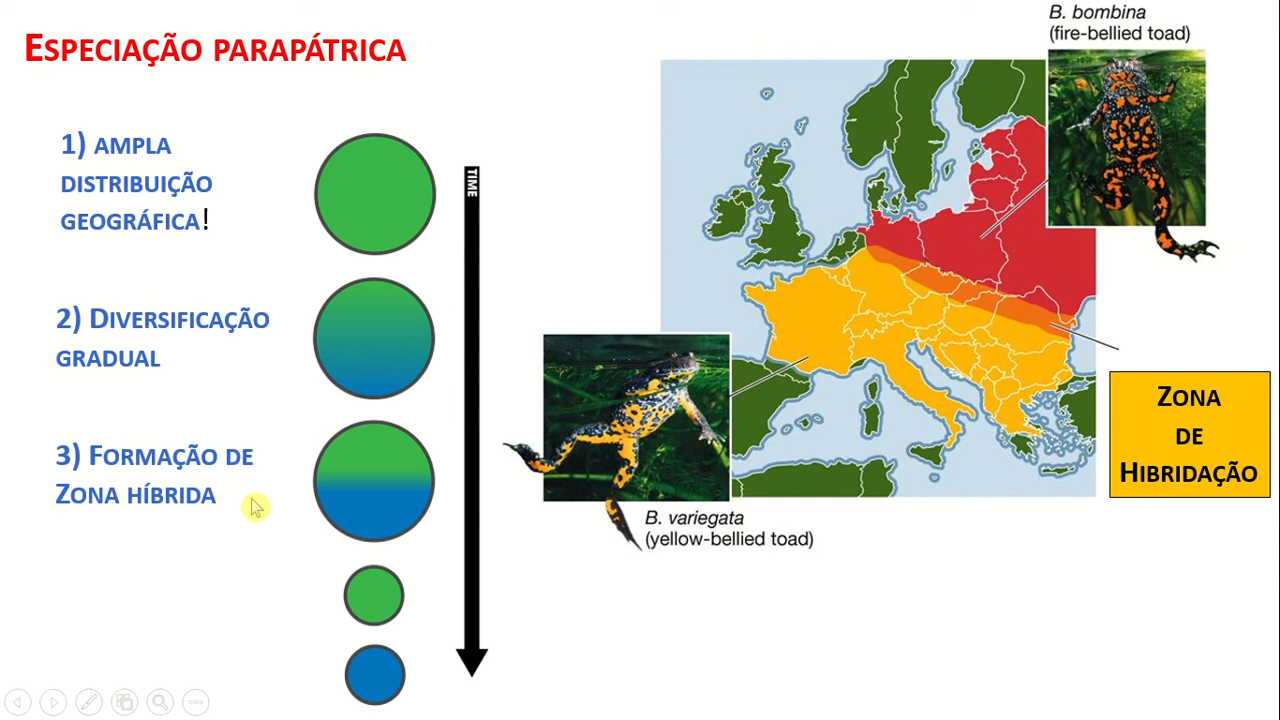 ESPECIAÇÃO PARAPÁTRICA
1) AMPLA
DISTRIBUIÇÃO
GEOGRÁFICA!
2) DIVERSIFICAÇÃO
GRADUAL
3) FORMAÇÃO DE
ZONA HÍBRIDA
TIME
B. bombina
(fire-bellied toad)
B. variegata
(yellow-bellied toad)
ZONA
DE
HIBRIDAÇÃO